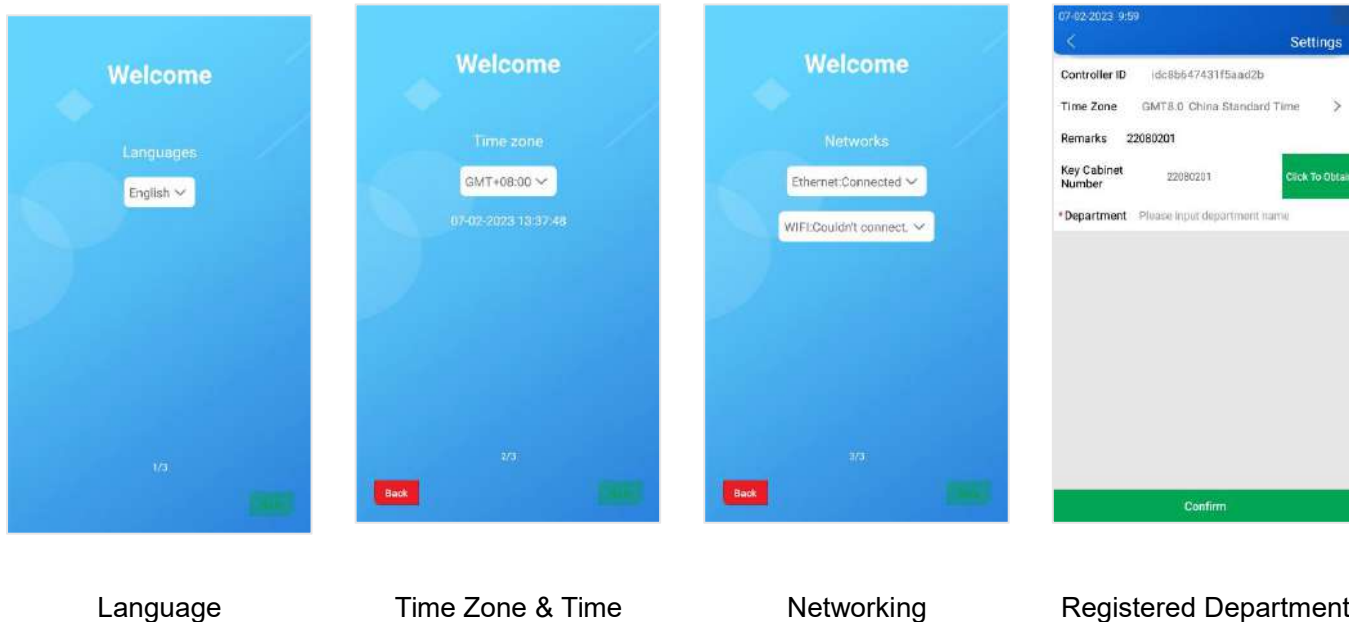 Welcome
Languages
English
1/3
Welcome
Time zone
GMT+08:00
07-02-2023 13:37:48
2/3
Back
Welcome
Networks
Ethernet:Connected
WIFI:Couldn't connect.
3/3
Back
07-02-2023 9:59
Settings
Controller ID idc8b647431f5aad2b
Time Zone GMT8.0 China Standard Time
Remarks 22080201
Key Cabinet
Number 22080201 Click To Obtain
*Department Please input department name
Confirm
Language Time Zone & Time Networking Registered Department